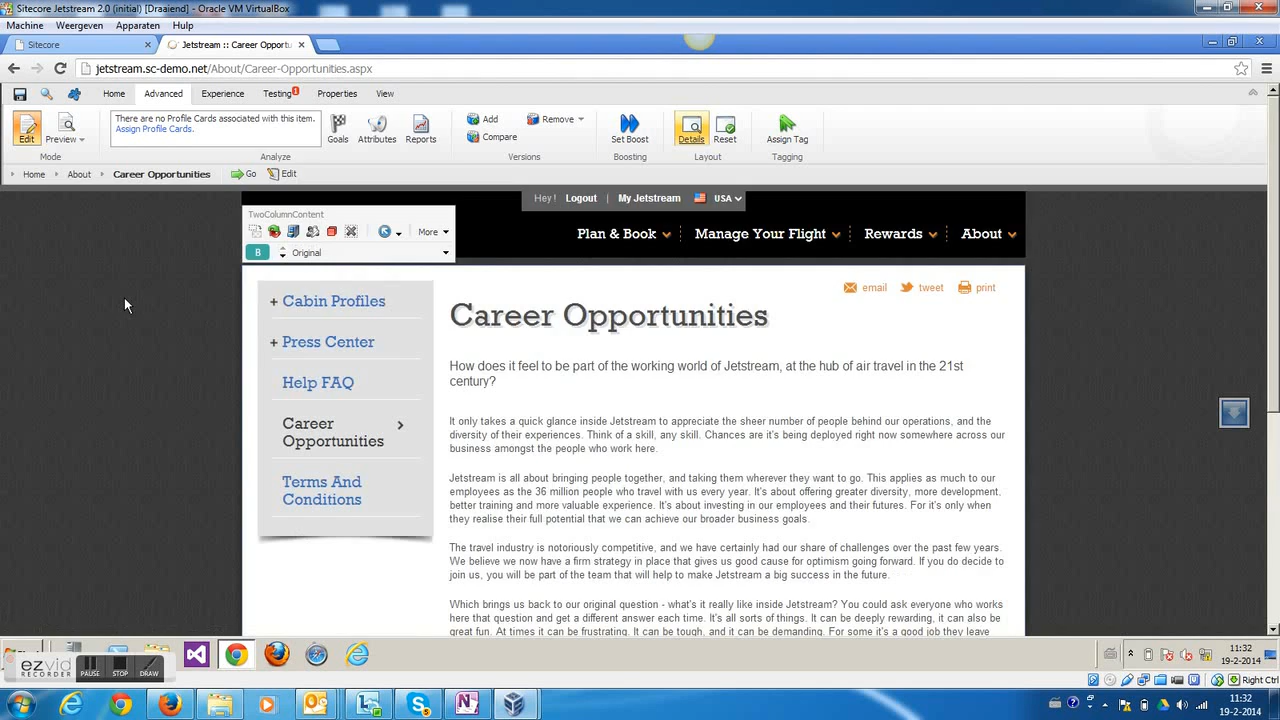 Sitecore Jetstream 2.0 (initial) [Draaiend] - Oracle VM VirtualBox
Machine Weergeven Apparaten Hulp
Sitecore
Jetstream :: Career Opportu
jetstream.sc-demo.net/About/Career-Opportunities.aspx
Home Advanced Experience Testing 1 Properties View
There are no Profile Cards associated with this item.
Assign Profile Cards.
Edit Preview Goals Attributes Reports Add Remove Compare Set Boost Details Reset Assign Tag
Mode Analyze Versions Boosting Layout Tagging
Home About Career Opportunities Go Edit
Hey! Logout | My Jetstream USA
TwoColumnContent
More
B Original
Plan & Book Manage Your Flight Rewards About
email tweet print
+ Cabin Profiles
+ Press Center
Help FAQ
Career
Opportunities
Terms And
Conditions
Career Opportunities
How does it feel to be part of the working world of Jetstream, at the hub of air travel in the 21st
century?
It only takes a quick glance inside Jetstream to appreciate the sheer number of people behind our operations, and the
diversity of their experiences. Think of a skill, any skill. Chances are it's being deployed right now somewhere across our
business amongst the people who work here.
Jetstream is all about bringing people together, and taking them wherever they want to go. This applies as much to our
employees as the 36 million people who travel with us every year. It's about offering greater diversity, more development,
better training and more valuable experience. It's about investing in our employees and their futures. For it's only when
they realise their full potential that we can achieve our broader business goals.
The travel industry is notoriously competitive, and we have certainly had our share of challenges over the past few years.
We believe we now have a firm strategy in place that gives us good cause for optimism going forward. If you do decide to
join us, you will be part of the team that will help to make Jetstream a big success in the future.
Which brings us back to our original question - what's it really like inside Jetstream? You could ask everyone who works
here that question and get a different answer each time. It's all sorts of things. It can be deeply rewarding, it can also be
great fun. At times it can be frustrating. It can be tough, and it can be demanding. For some it's a good job they leave
ezvid
RECORDER
PAUSE STOP DRAW
11:32
19-2-2014
Right Ctrl
11:32
19-2-2014